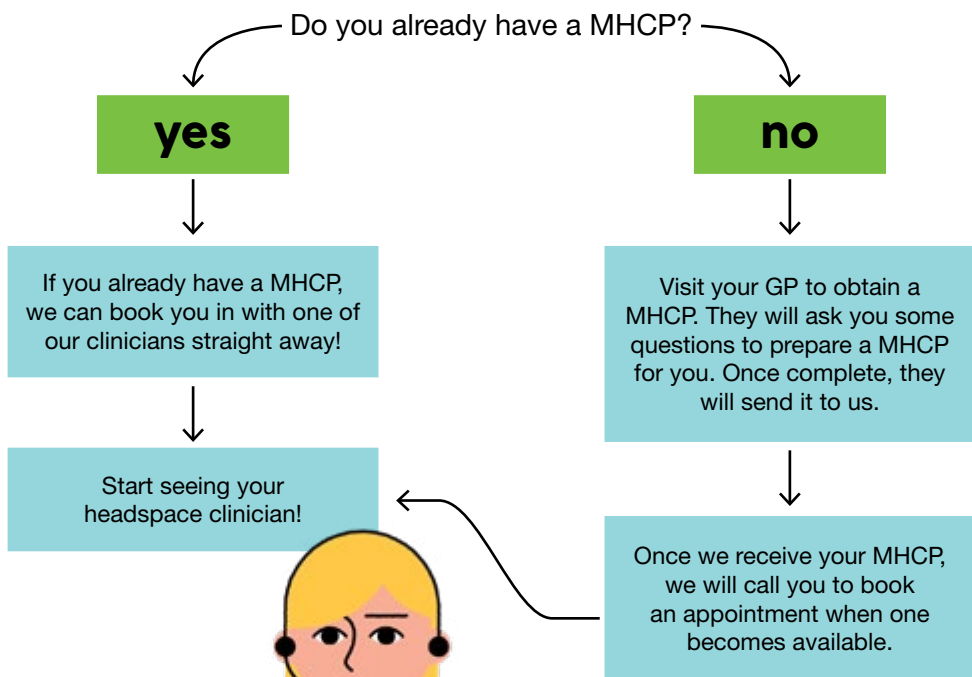 Do you already have a MHCP?
yes
If you already have a MHCP,
we can book you in with one of
our clinicians straight away!
Start seeing your
headspace clinician!
no
Visit your GP to obtain a
MHCP. They will ask you some
questions to prepare a MHCP
for you. Once complete, they
will send it to us.
Once we receive your MHCP,
we will call you to book
an appointment when one
becomes available.